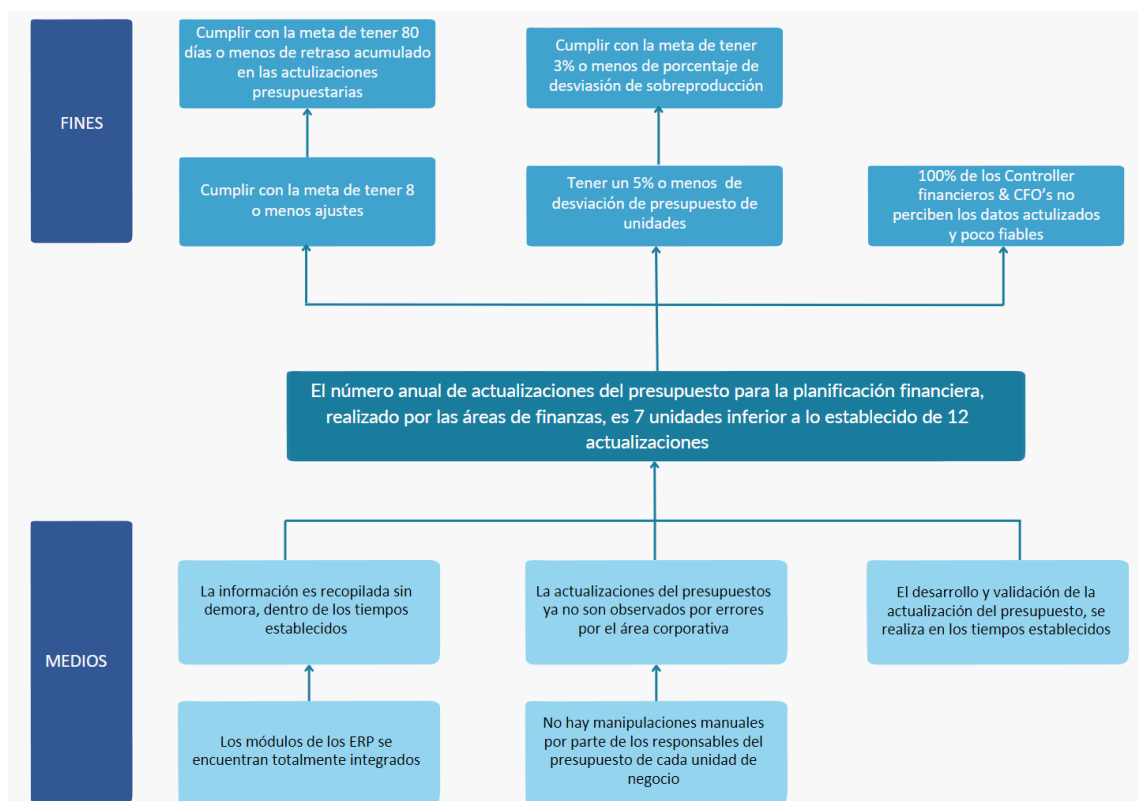 FINES
Cumplir con la meta de tener 80
días o menos de retraso acumulado
en las actulizaciones
presupuestarias
Cumplir con la meta de tener
3% o menos de porcentaje de
desviasión de sobreproducción
Cumplir con la meta de tener 8
o menos ajustes
Tener un 5% o menos de
desviación de presupuesto de
unidades
100% de los Controller
financieros & CFO's no
perciben los datos actulizados
y poco fiables
El número anual de actualizaciones del presupuesto para la planificación financiera,
realizado por las áreas de finanzas, es 7 unidades inferior a lo establecido de 12
actualizaciones
MEDIOS
La información es recopilada sin
demora, dentro de los tiempos
establecidos
La actualizaciones del presupuestos
ya no son observados por errores
por el área corporativa
El desarrollo y validación de la
actualización del presupuesto, se
realiza en los tiempos establecidos
Los módulos de los ERP se
encuentran totalmente integrados
No hay manipulaciones manuales
por parte de los responsables del
presupuesto de cada unidad de
negocio